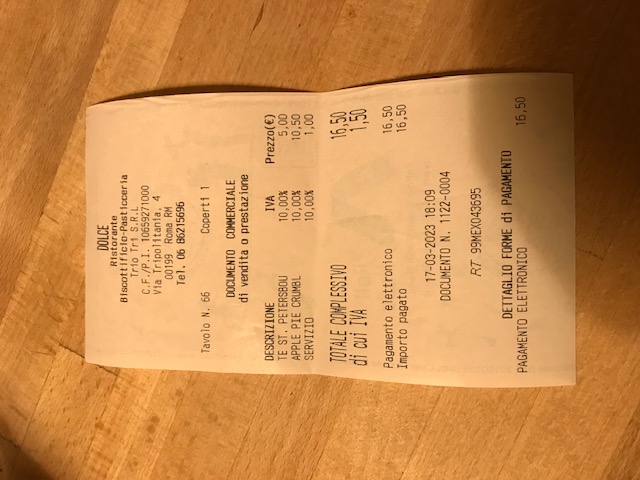 DOLCE
Ristorante
Biscottificio-Pasticceria
Trio Tri S.R.L
C.F./P.I. 10659271000
Via Tripolitania, 4
00199 Roma RM
Tel. 06 86215696
Tavolo N. 66 Coperti 1
DOCUMENTO COMMERCIALE
di vendita o prestazione
DESCRIZIONE IVA Prezzo(€)
TE ST. PETERSBOU 10,00% 5,00
APPLE PIE CRUMBL 10,00% 10,50
SERVIZIO 10,00% 1,00
TOTALE COMPLESSIVO 16,50
di cui IVA 1,50
Pagamento elettronico 16,50
Importo pagato 16,50
17-03-2023 18:09
DOCUMENTO N. 1122-0004
RT 99MEX043695
DETTAGLIO FORME di PAGAMENTO
PAGAMENTO ELETTRONICO 16,50